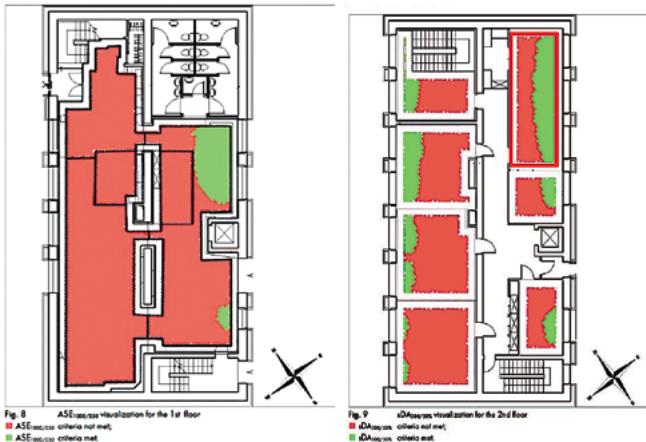 Fig. 8 ASE1000/250 visualization for the 1st floor
ASE1000/250 criteria not met;
ASE1000/250 criteria met
Fig. 9 sDA300/50% visualization for the 2nd floor
sDA300/50% criteria not met;
sDA300/50% criteria met